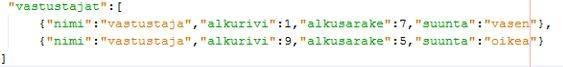 "vastustajat":[
{"nimi":"vastustaja","alkurivi":1,"alkusarake":7,"suunta":"vasen"},
{"nimi":"vastustaja","alkurivi":9,"alkusarake":5,"suunta":"oikea"}
]